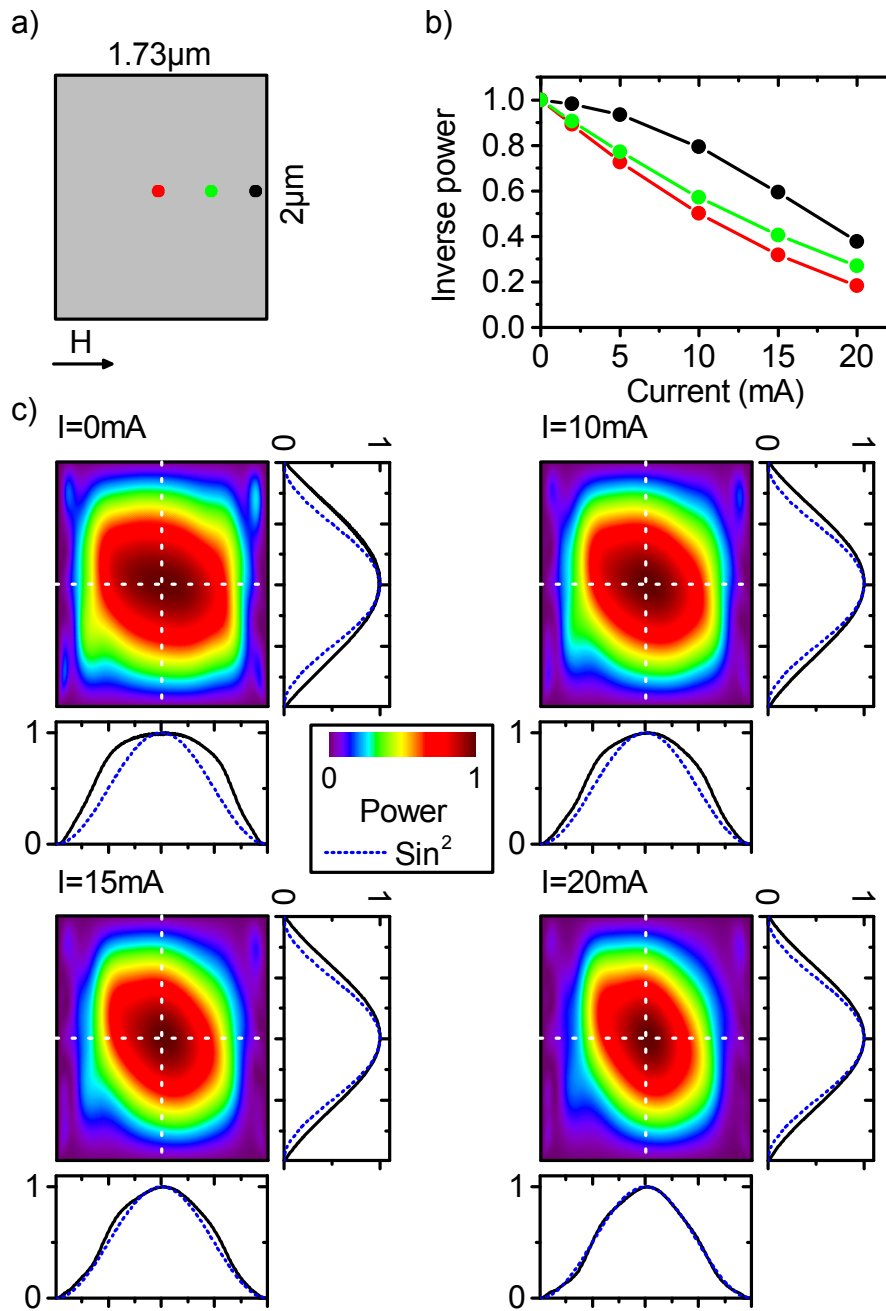 a)
1.73μm
2μm
H
b)
Inverse power
1.0
0.8
0.6
0.4
0.2
0.0
0 5 10 15 20
Current (mA)
c)
I=0mA
0 1
1
0
I=10mA
0 1
1
0
0 1
Power
Sin²
I=15mA
0 1
1
0
I=20mA
0 1
1
0